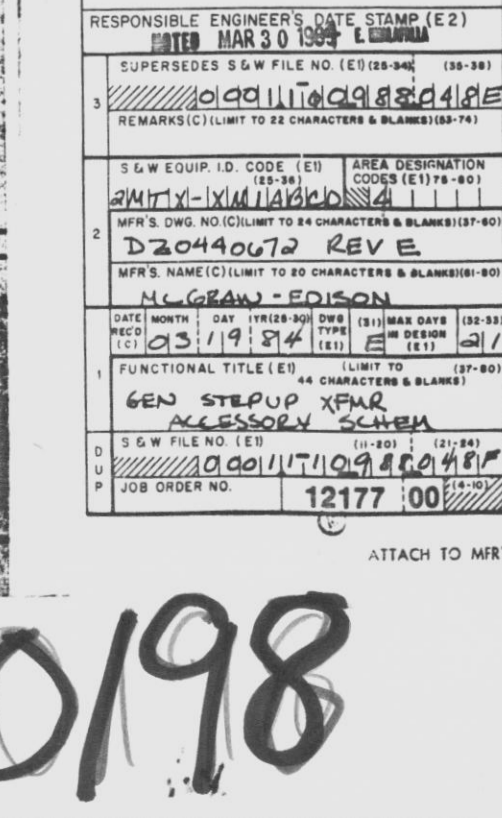 RESPONSIBLE ENGINEER'S DATE STAMP (E2)
NOTED MAR 30 1984 E.
SUPERSEDES S & W FILE NO. (E1) (25-34) (35-38)
3
REMARKS (C) (LIMIT TO 22 CHARACTERS & BLANKS) (53-74)
S & W EQUIP. I.D. CODE (E1) (25-36) AREA DESIGNATION CODES (E1) 76-80)
2MTX-XM1ABCD 4
2
MFR'S. DWG. NO. (C) (LIMIT TO 24 CHARACTERS & BLANKS) (37-60)
DZ0440672 REV E
MFR'S. NAME (C) (LIMIT TO 20 CHARACTERS & BLANKS) (61-80)
McGRAW-EDISON
DATE REC'D (C) MONTH DAY YR (25-30) DWG TYPE (E1) (31) MAX DAYS IN DESIGN (E1) (32-33)
03 19 84 E 21
1
FUNCTIONAL TITLE (E1) (LIMIT TO 44 CHARACTERS & BLANKS) (37-80)
GEN STEPUP XFMR
ACCESSORY SCHEM
DUP
S & W FILE NO. (E1) (11-20) (21-24)
JOB ORDER NO. 12177 00 (4-10)
ATTACH TO MFR'
0198